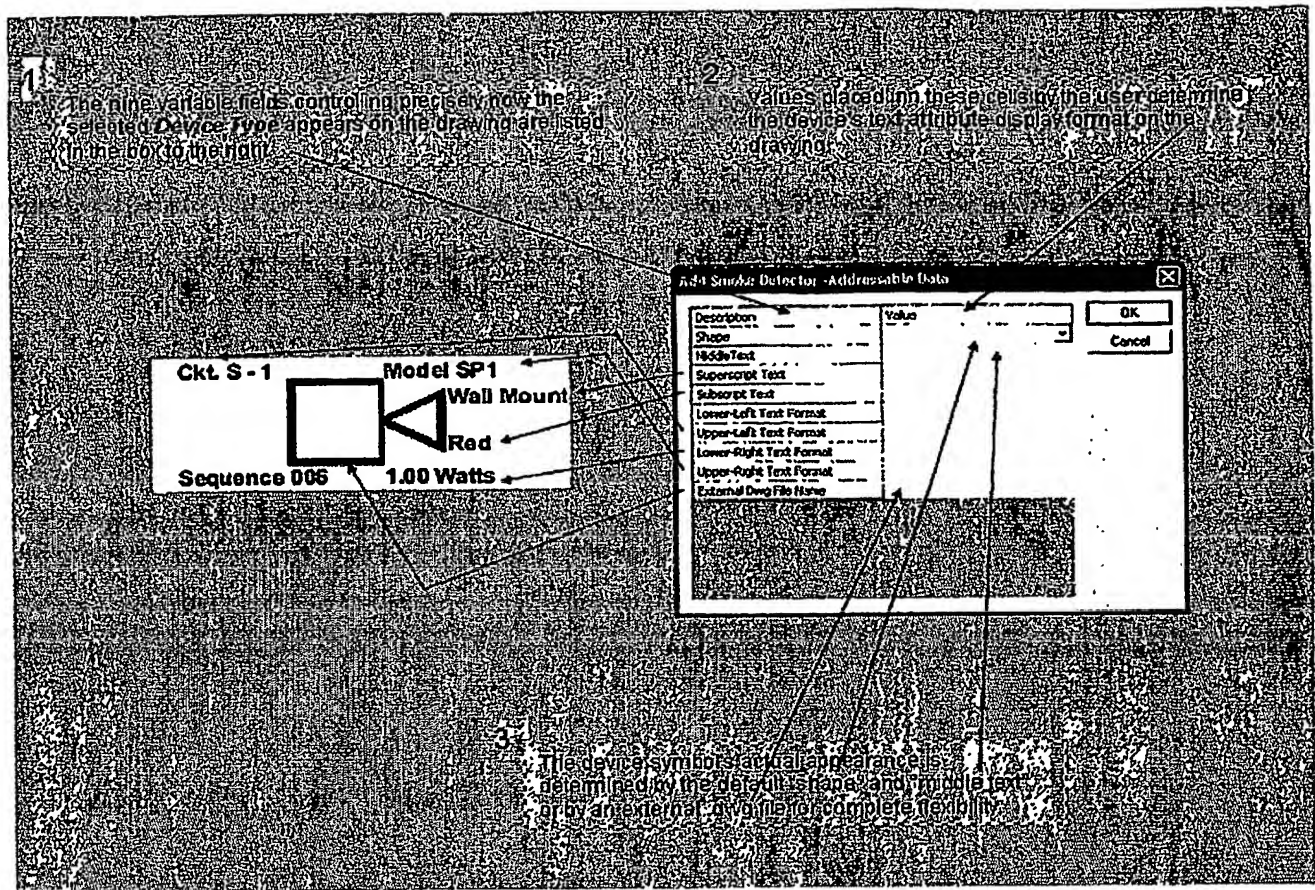 1
The nine variable fields controlling precisely how the
selected Device Type appears on the drawing are listed
in the box to the right
2
Values placed inn these cells by the user determine
the device's text attribute display format on the
drawing.
Add Smoke Detector -Addressable Data
Description Value
Shape
MiddleText
Superscript Text
Subscript Text
Lower-Left Text Format
Upper-Left Text Format
Lower-Right Text Format
Upper-Right Text Format
External Dwg File Name
OK
Cancel
Ckt. S - 1 Model SP1
Wall Mount
Red
Sequence 006 1.00 Watts
3
The device symbol's actual appearance is
determined by the default "shape" and "middle text"
or by an external .dwg file for complete flexibility